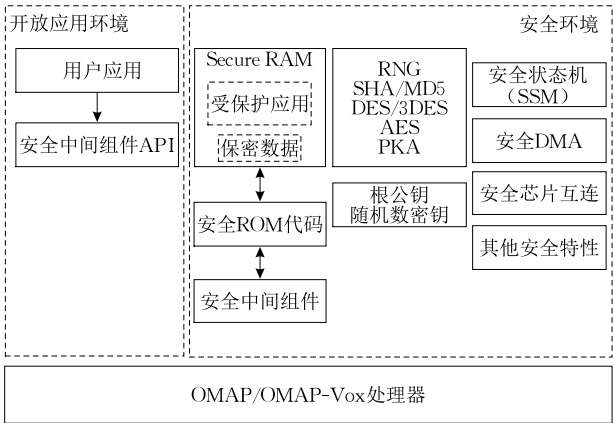 开放应用环境
用户应用
安全中间组件API
安全环境
Secure RAM
受保护应用
保密数据
安全ROM代码
安全中间组件
RNG
SHA/MD5
DES/3DES
AES
PKA
根公钥
随机数密钥
安全状态机
（SSM）
安全DMA
安全芯片互连
其他安全特性
OMAP/OMAP-Vox处理器